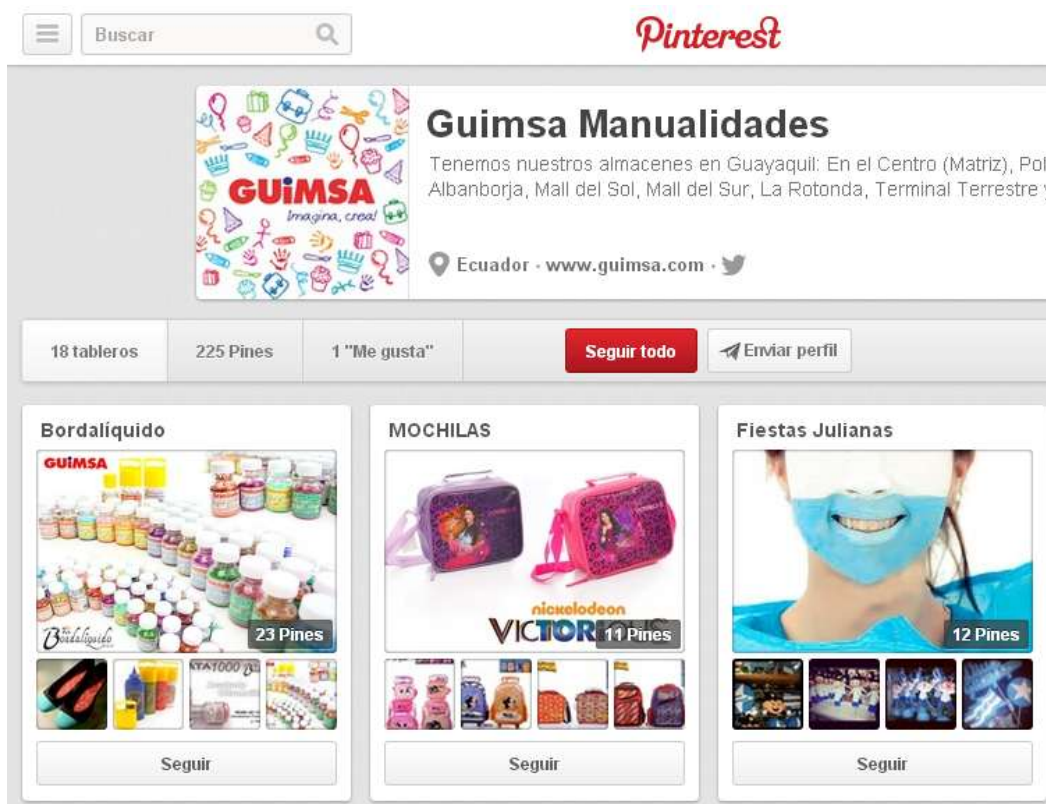 Buscar
Pinterest
GUiMSA
Imagina, crea!
Guimsa Manualidades
Tenemos nuestros almacenes en Guayaquil: En el Centro (Matriz), Pol
Albanborja, Mall del Sol, Mall del Sur, La Rotonda, Terminal Terrestre y
Ecuador · www.guimsa.com ·
18 tableros
225 Pines
1 "Me gusta"
Seguir todo
Enviar perfil
Bordalíquido
GUiMSA
Bordalíquido
23 Pines
Seguir
MOCHILAS
nickelodeon
VICTORIOUS
11 Pines
Seguir
Fiestas Julianas
12 Pines
Seguir